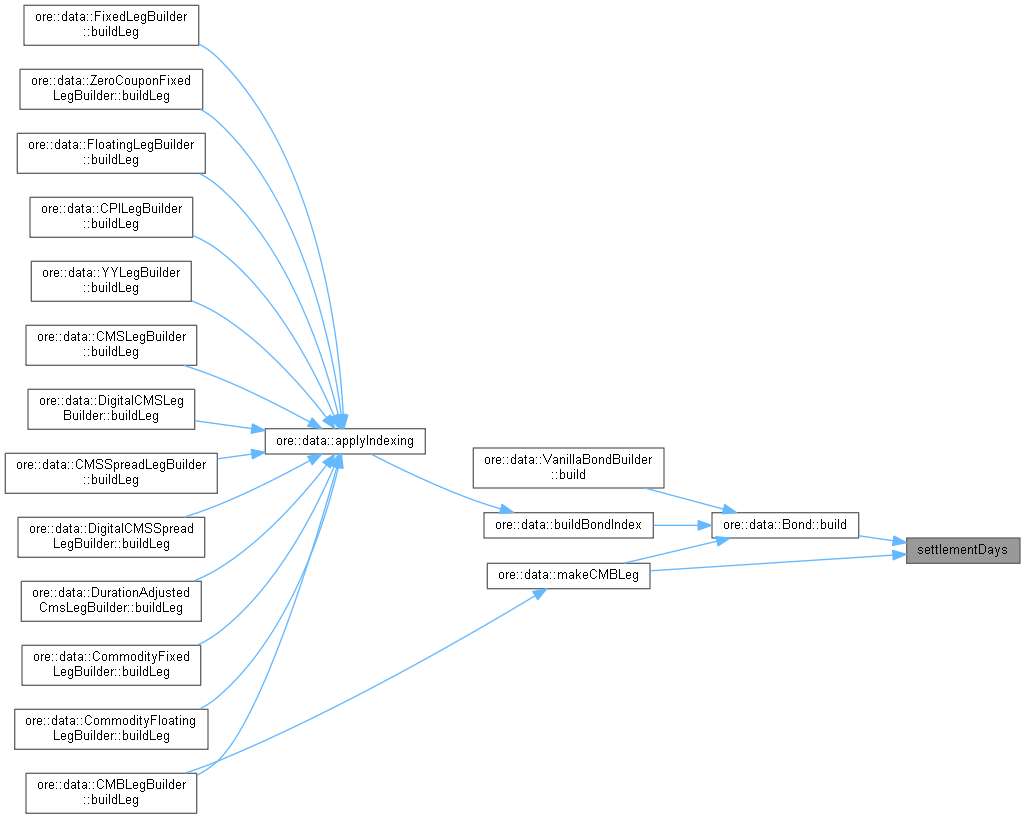 ore::data::FixedLegBuilder
::buildLeg
ore::data::ZeroCouponFixed
LegBuilder::buildLeg
ore::data::FloatingLegBuilder
::buildLeg
ore::data::CPILegBuilder
::buildLeg
ore::data::YYLegBuilder
::buildLeg
ore::data::CMSLegBuilder
::buildLeg
ore::data::DigitalCMSLeg
Builder::buildLeg
ore::data::CMSSpreadLegBuilder
::buildLeg
ore::data::DigitalCMSSpread
LegBuilder::buildLeg
ore::data::DurationAdjusted
CmsLegBuilder::buildLeg
ore::data::CommodityFixed
LegBuilder::buildLeg
ore::data::CommodityFloating
LegBuilder::buildLeg
ore::data::CMBLegBuilder
::buildLeg
ore::data::applyIndexing
ore::data::VanillaBondBuilder
::build
ore::data::buildBondIndex
ore::data::makeCMBLeg
ore::data::Bond::build
settlementDays